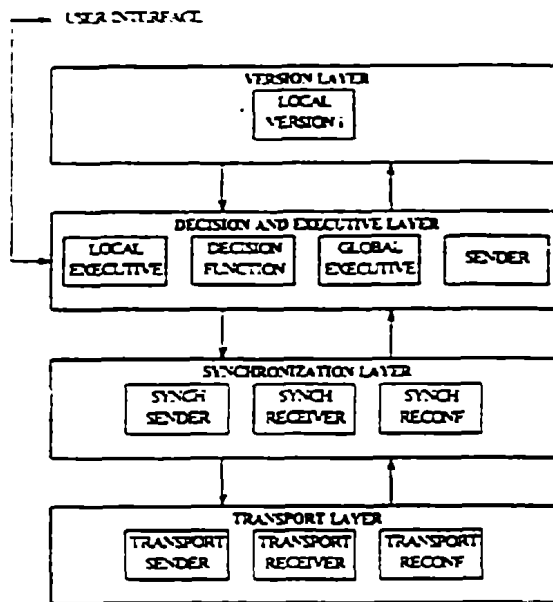 USER INTERFACE
VERSION LAYER
LOCAL
VERSION i
DECISION AND EXECUTIVE LAYER
LOCAL
EXECUTIVE
DECISION
FUNCTION
GLOBAL
EXECUTIVE
SENDER
SYNCHRONIZATION LAYER
SYNCH
SENDER
SYNCH
RECEIVER
SYNCH
RECONF
TRANSPORT LAYER
TRANSPORT
SENDER
TRANSPORT
RECEIVER
TRANSPORT
RECONF